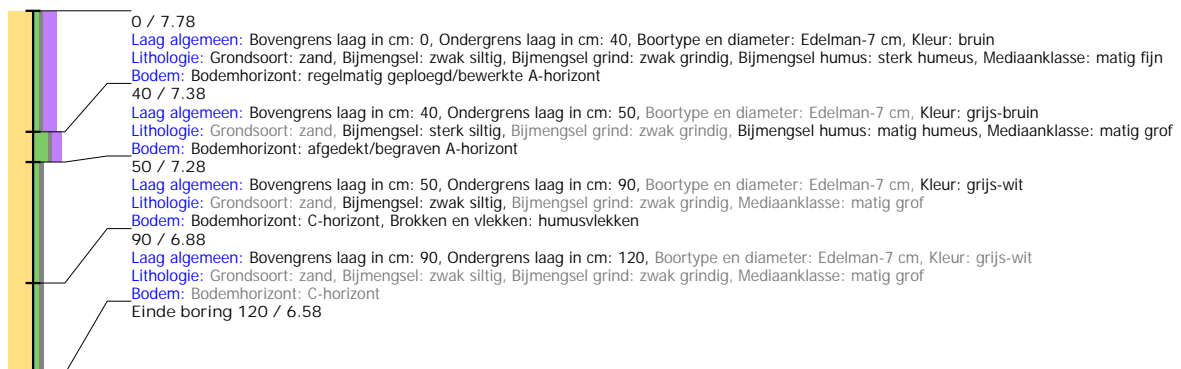 0 / 7.78
Laag algemeen: Bovengrens laag in cm: 0, Ondergrens laag in cm: 40, Boortype en diameter: Edelman-7 cm, Kleur: bruin
Lithologie: Grondsoort: zand, Bijmengsel: zwak siltig, Bijmengsel grind: zwak grindig, Bijmengsel humus: sterk humeus, Mediaanklasse: matig fijn
Bodem: Bodemhorizont: regelmatig geploegd/bewerkte A-horizont
40 / 7.38
Laag algemeen: Bovengrens laag in cm: 40, Ondergrens laag in cm: 50, Boortype en diameter: Edelman-7 cm, Kleur: grijs-bruin
Lithologie: Grondsoort: zand, Bijmengsel: sterk siltig, Bijmengsel grind: zwak grindig, Bijmengsel humus: matig humeus, Mediaanklasse: matig grof
Bodem: Bodemhorizont: afgedekt/begraven A-horizont
50 / 7.28
Laag algemeen: Bovengrens laag in cm: 50, Ondergrens laag in cm: 90, Boortype en diameter: Edelman-7 cm, Kleur: grijs-wit
Lithologie: Grondsoort: zand, Bijmengsel: zwak siltig, Bijmengsel grind: zwak grindig, Mediaanklasse: matig grof
Bodem: Bodemhorizont: C-horizont, Brokken en vlekken: humusvlekken
90 / 6.88
Laag algemeen: Bovengrens laag in cm: 90, Ondergrens laag in cm: 120, Boortype en diameter: Edelman-7 cm, Kleur: grijs-wit
Lithologie: Grondsoort: zand, Bijmengsel: zwak siltig, Bijmengsel grind: zwak grindig, Mediaanklasse: matig grof
Bodem: Bodemhorizont: C-horizont
Einde boring 120 / 6.58